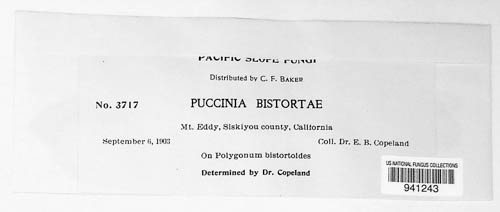 PACIFIC SLOPE FUNGI
Distributed by C. F. BAKER
No. 3717 PUCCINIA BISTORTAE
Mt. Eddy, Siskiyou county, California
September 6, 1903 Coll. Dr. E. B. Copeland
On Polygonum bistortoides
Determined by Dr. Copeland
US NATIONAL FUNGUS COLLECTIONS
941243